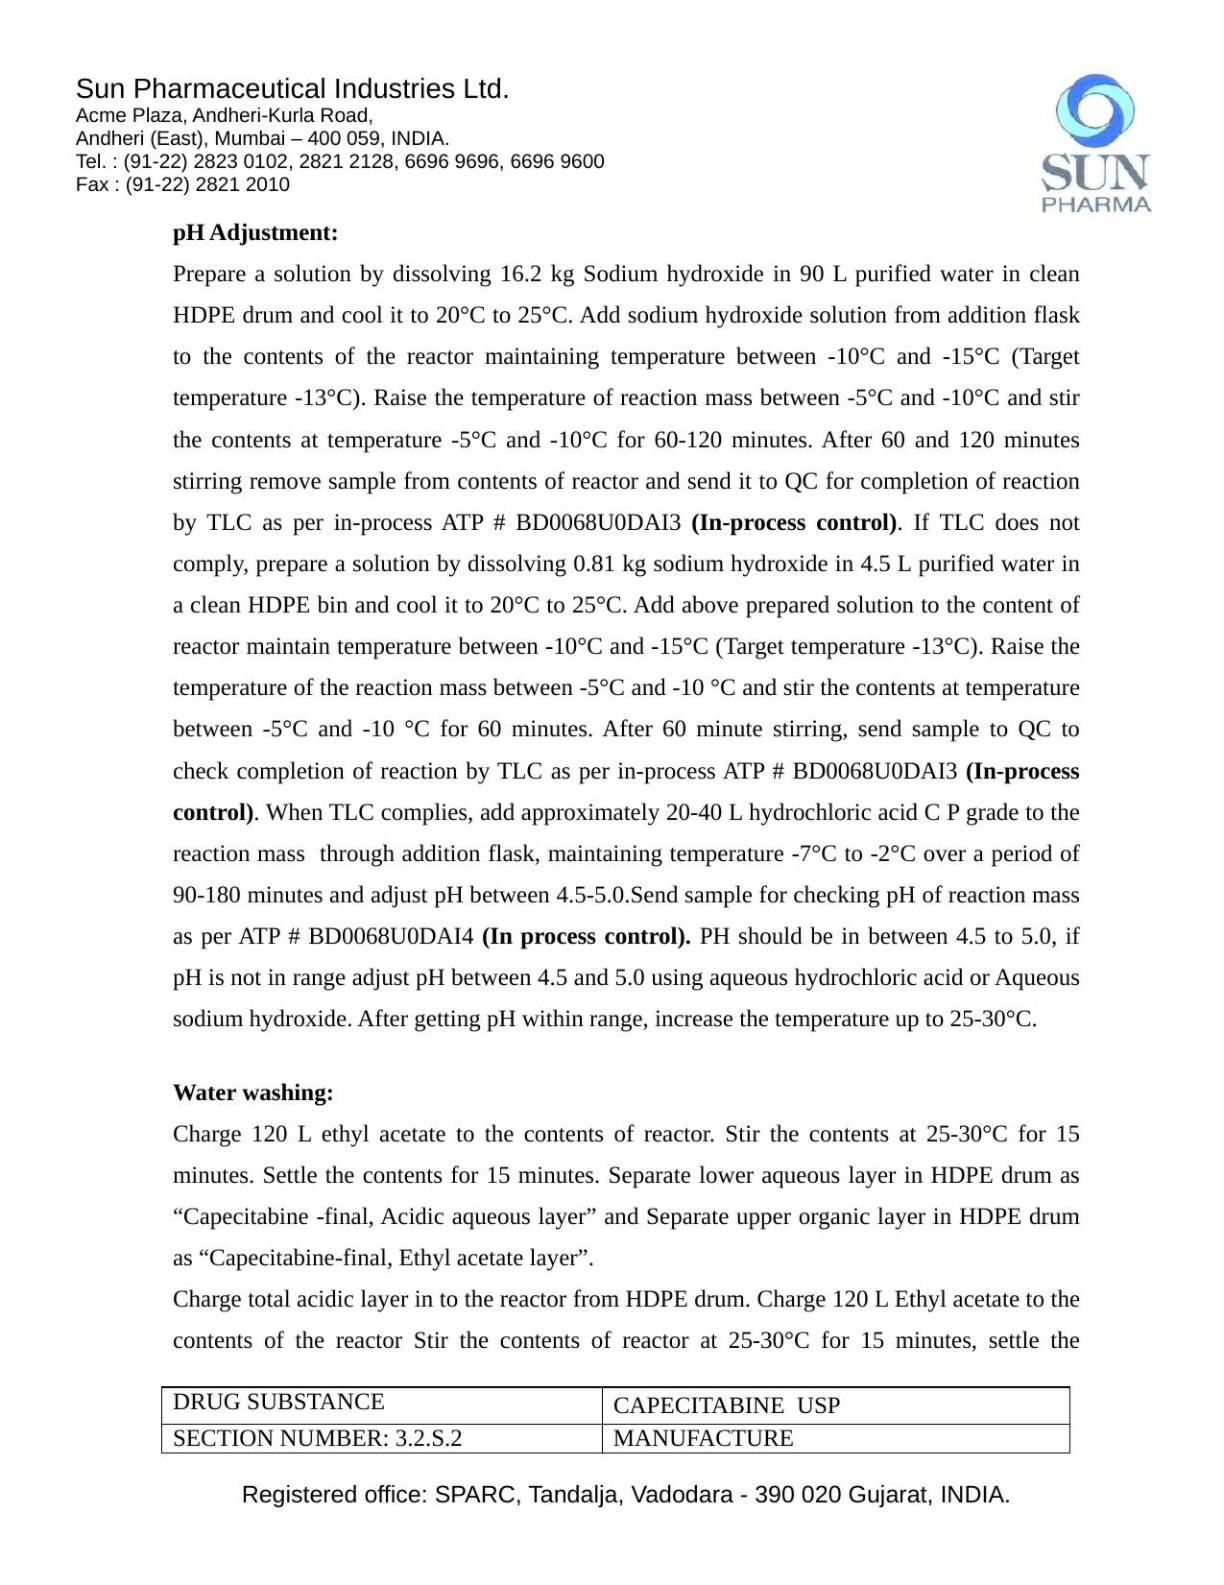 Sun Pharmaceutical Industries Ltd.
Acme Plaza, Andheri-Kurla Road,
Andheri (East), Mumbai – 400 059, INDIA.
Tel. : (91-22) 2823 0102, 2821 2128, 6696 9696, 6696 9600
Fax : (91-22) 2821 2010
SUN
PHARMA
pH Adjustment:
Prepare a solution by dissolving 16.2 kg Sodium hydroxide in 90 L purified water in clean
HDPE drum and cool it to 20°C to 25°C. Add sodium hydroxide solution from addition flask
to the contents of the reactor maintaining temperature between -10°C and -15°C (Target
temperature -13°C). Raise the temperature of reaction mass between -5°C and -10°C and stir
the contents at temperature -5°C and -10°C for 60-120 minutes. After 60 and 120 minutes
stirring remove sample from contents of reactor and send it to QC for completion of reaction
by TLC as per in-process ATP # BD0068U0DAI3 (In-process control). If TLC does not
comply, prepare a solution by dissolving 0.81 kg sodium hydroxide in 4.5 L purified water in
a clean HDPE bin and cool it to 20°C to 25°C. Add above prepared solution to the content of
reactor maintain temperature between -10°C and -15°C (Target temperature -13°C). Raise the
temperature of the reaction mass between -5°C and -10 °C and stir the contents at temperature
between -5°C and -10 °C for 60 minutes. After 60 minute stirring, send sample to QC to
check completion of reaction by TLC as per in-process ATP # BD0068U0DAI3 (In-process
control). When TLC complies, add approximately 20-40 L hydrochloric acid C P grade to the
reaction mass  through addition flask, maintaining temperature -7°C to -2°C over a period of
90-180 minutes and adjust pH between 4.5-5.0.Send sample for checking pH of reaction mass
as per ATP # BD0068U0DAI4 (In process control). PH should be in between 4.5 to 5.0, if
pH is not in range adjust pH between 4.5 and 5.0 using aqueous hydrochloric acid or Aqueous
sodium hydroxide. After getting pH within range, increase the temperature up to 25-30°C.
Water washing:
Charge 120 L ethyl acetate to the contents of reactor. Stir the contents at 25-30°C for 15
minutes. Settle the contents for 15 minutes. Separate lower aqueous layer in HDPE drum as
“Capecitabine -final, Acidic aqueous layer” and Separate upper organic layer in HDPE drum
as “Capecitabine-final, Ethyl acetate layer”.
Charge total acidic layer in to the reactor from HDPE drum. Charge 120 L Ethyl acetate to the
contents of the reactor Stir the contents of reactor at 25-30°C for 15 minutes, settle the
DRUG SUBSTANCE
CAPECITABINE  USP
SECTION NUMBER: 3.2.S.2
MANUFACTURE
Registered office: SPARC, Tandalja, Vadodara - 390 020 Gujarat, INDIA.